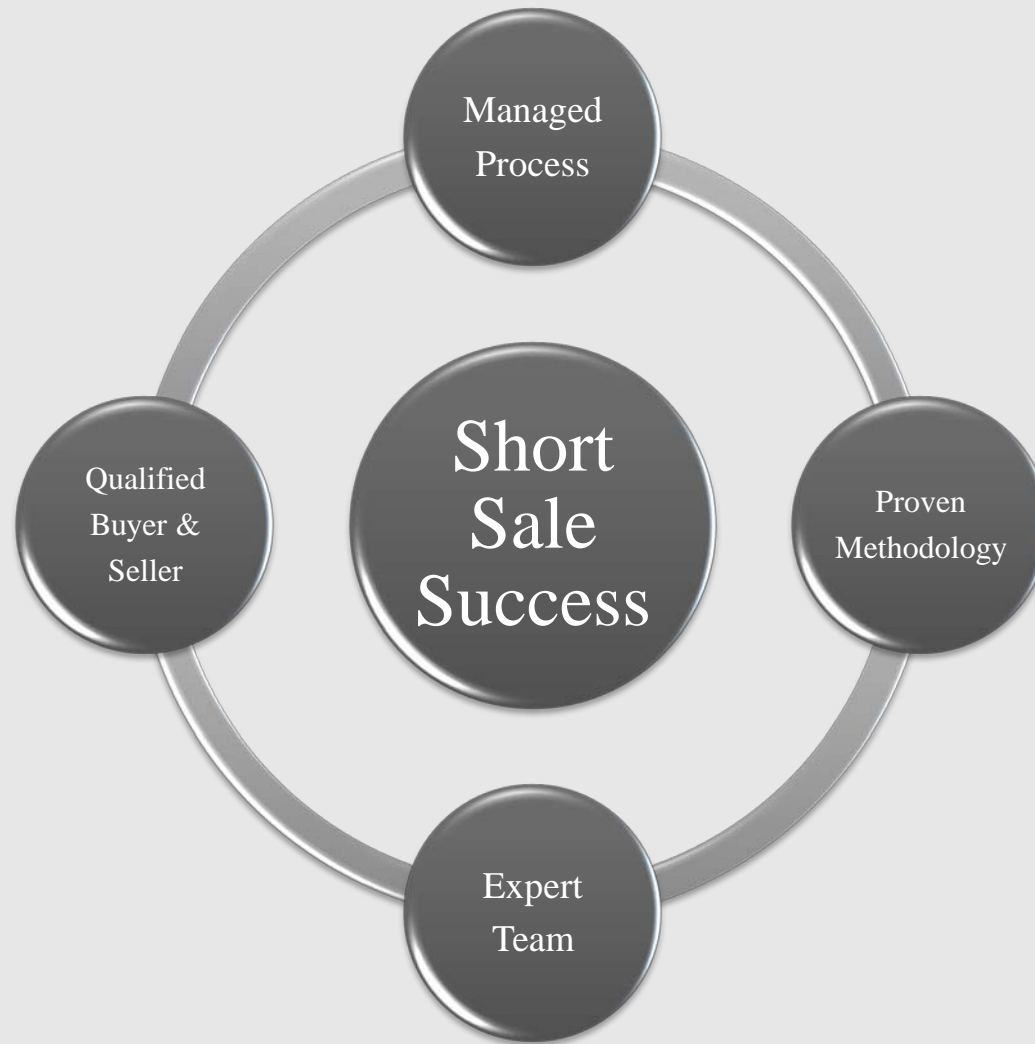 Managed
Process
Qualified
Buyer &
Seller
Short
Sale
Success
Proven
Methodology
Expert
Team